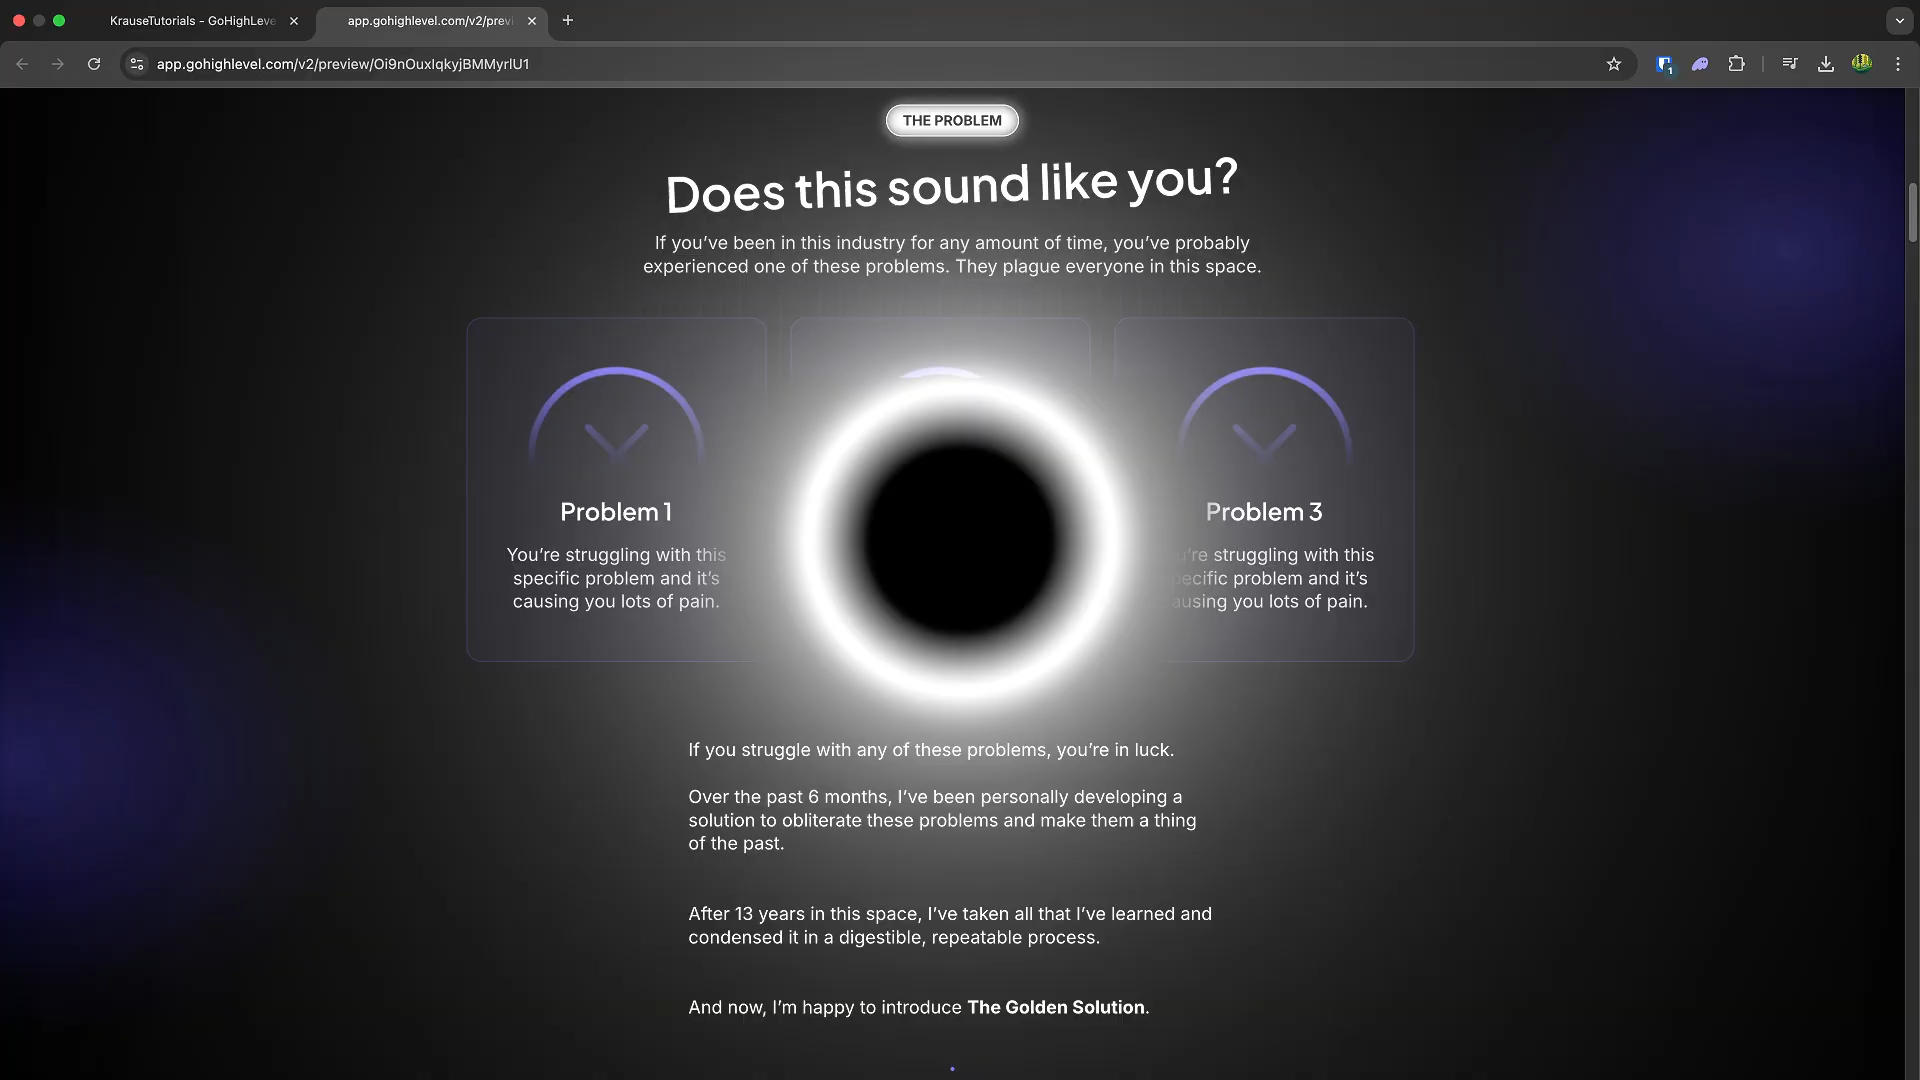 KrauseTutorials - GoHighLeve
app.gohighlevel.com/v2/previ
app.gohighlevel.com/v2/preview/Oi9nOuxIqkyjBMMyrlU1
1
THE PROBLEM
Does this sound like you?
If you’ve been in this industry for any amount of time, you’ve probably
experienced one of these problems. They plague everyone in this space.
Problem 1
You’re struggling with this
specific problem and it’s
causing you lots of pain.
Problem 3
u’re struggling with this
pecific problem and it’s
ausing you lots of pain.
If you struggle with any of these problems, you’re in luck.
Over the past 6 months, I’ve been personally developing a
solution to obliterate these problems and make them a thing
of the past.
After 13 years in this space, I’ve taken all that I’ve learned and
condensed it in a digestible, repeatable process.
And now, I’m happy to introduce The Golden Solution.